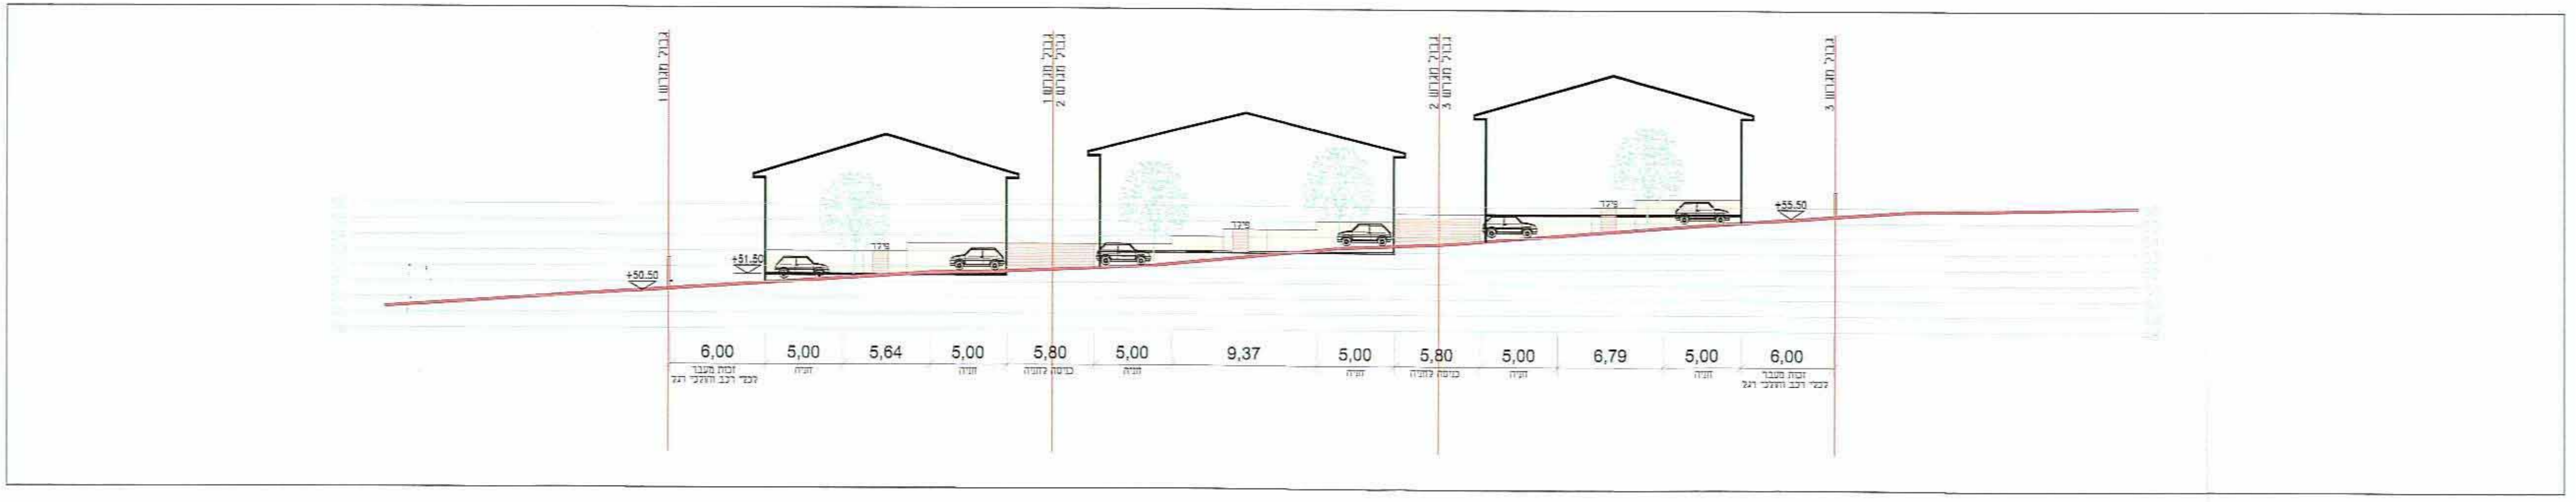 גבול מגרש 1
גבול מגרש 1
גבול מגרש 2
גבול מגרש 2
גבול מגרש 3
גבול מגרש 3
+55.50
פילר
פילר
פילר
+51.50
+50.50
6,00 5,00 5,64 5,00 5,80 5,00 9,37 5,00 5,80 5,00 6,79 5,00 6,00
זכות מעבר חניה חניה כניסה לחניה חניה חניה כניסה לחניה חניה חניה זכות מעבר
לכלי רכב והולכי רגל לכלי רכב והולכי רגל